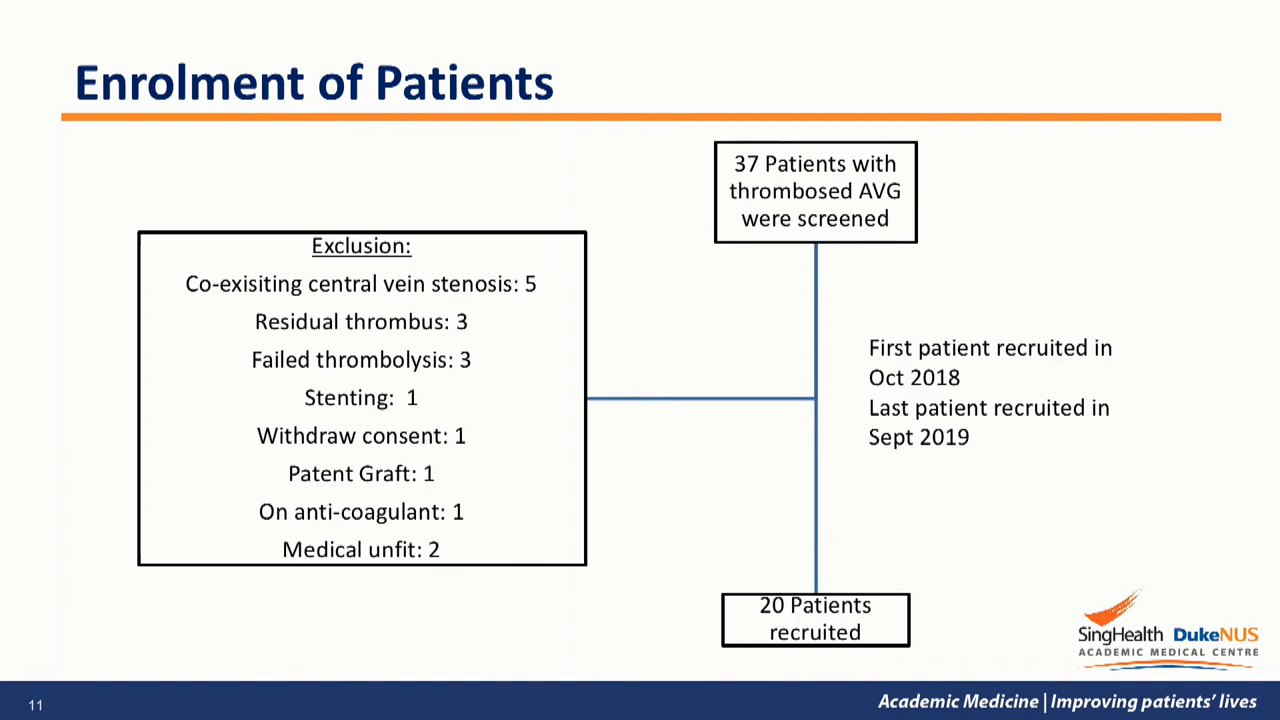 Enrolment of Patients
37 Patients with
thrombosed AVG
were screened
Exclusion:
Co-exisiting central vein stenosis: 5
Residual thrombus: 3
Failed thrombolysis: 3
Stenting:  1
Withdraw consent: 1
Patent Graft: 1
On anti-coagulant: 1
Medical unfit: 2
First patient recruited in
Oct 2018
Last patient recruited in
Sept 2019
20 Patients
recruited
SingHealth DukeNUS
ACADEMIC MEDICAL CENTRE
11
Academic Medicine | Improving patients’ lives